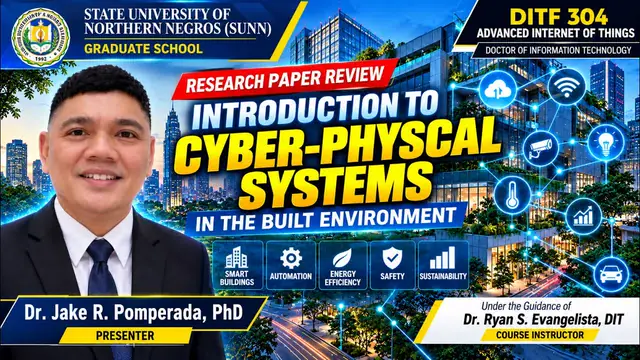 STATE UNIVERSITY OF
NORTHERN NEGROS (SUNN)
GRADUATE SCHOOL
1992
DITF 304
ADVANCED INTERNET OF THINGS
DOCTOR OF INFORMATION TECHNOLOGY
RESEARCH PAPER REVIEW
INTRODUCTION TO
CYBER-PHYSCAL
SYSTEMS
IN THE BUILT ENVIRONMENT
SMART
BUILDINGS
AUTOMATION
ENERGY
EFFICIENCY
SAFETY
SUSTAINABILITY
Dr. Jake R. Pomperada, PhD
PRESENTER
Under the Guidance of
Dr. Ryan S. Evangelista, DIT
COURSE INSTRUCTOR